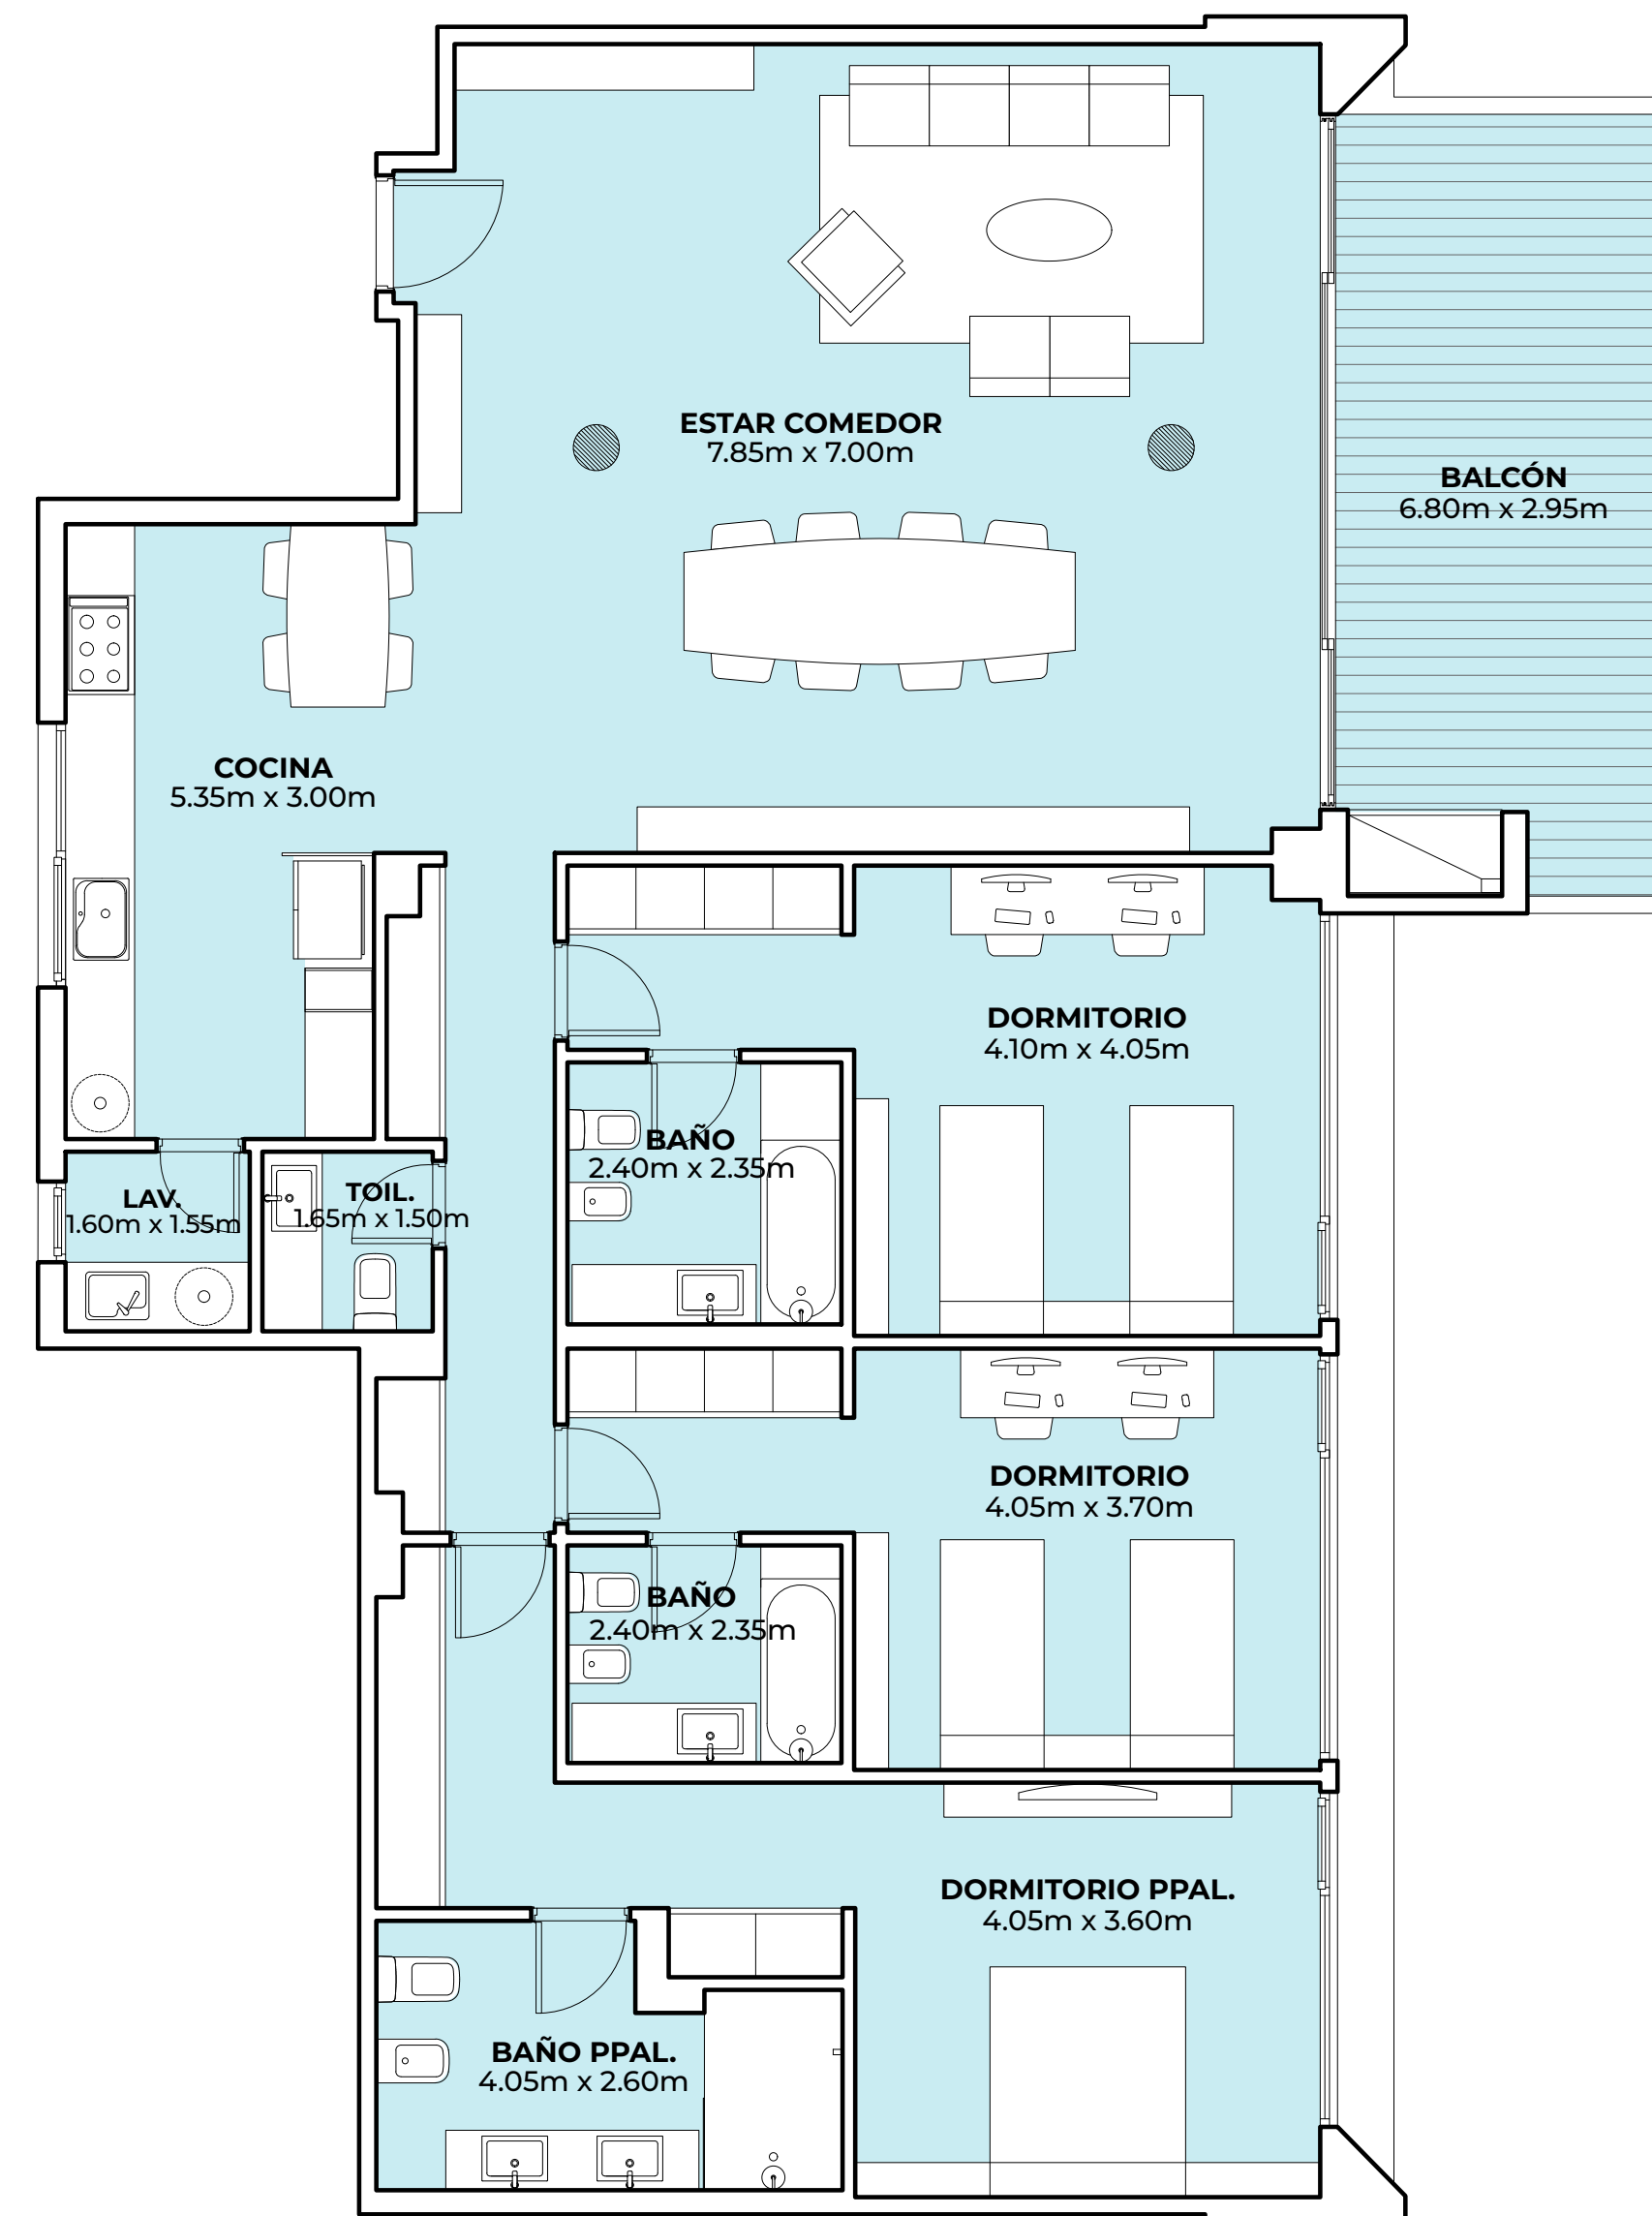 ESTAR COMEDOR
7.85m x 7.00m
BALCÓN
6.80m x 2.95m
COCINA
5.35m x 3.00m
DORMITORIO
4.10m x 4.05m
BAÑO
2.40m x 2.35m
LAV.
1.60m x 1.55m
TOIL.
1.65m x 1.50m
DORMITORIO
4.05m x 3.70m
BAÑO
2.40m x 2.35m
DORMITORIO PPAL.
4.05m x 3.60m
BAÑO PPAL.
4.05m x 2.60m